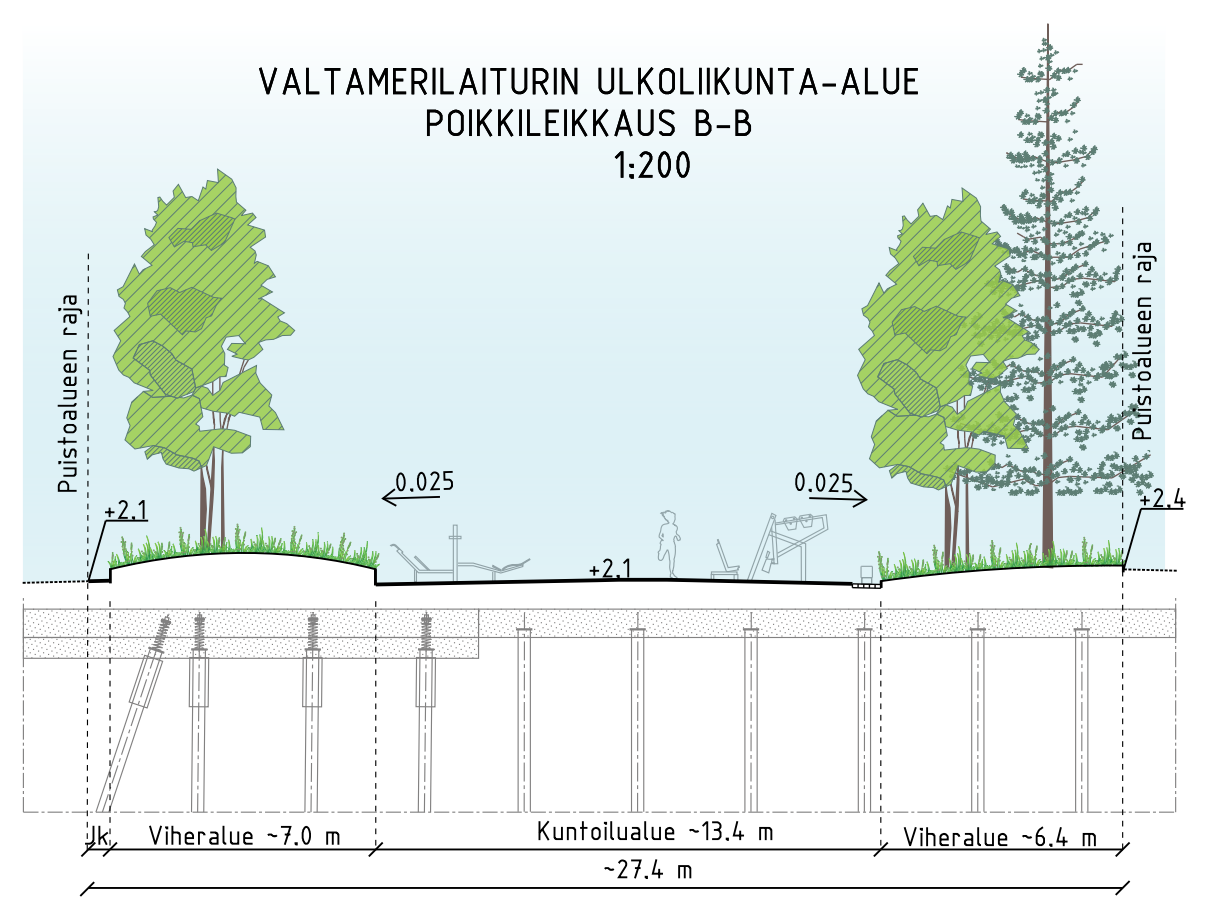 VALTAMERILAITURIN ULKOLIIKUNTA-ALUE
POIKKILEIKKAUS B-B
1:200
Puistoalueen raja
Puistoalueen raja
0.025
0.025
+2.1
+2.4
+2.1
Jk
Viheralue ~7.0 m
Kuntoilualue ~13.4 m
Viheralue ~6.4 m
~27.4 m